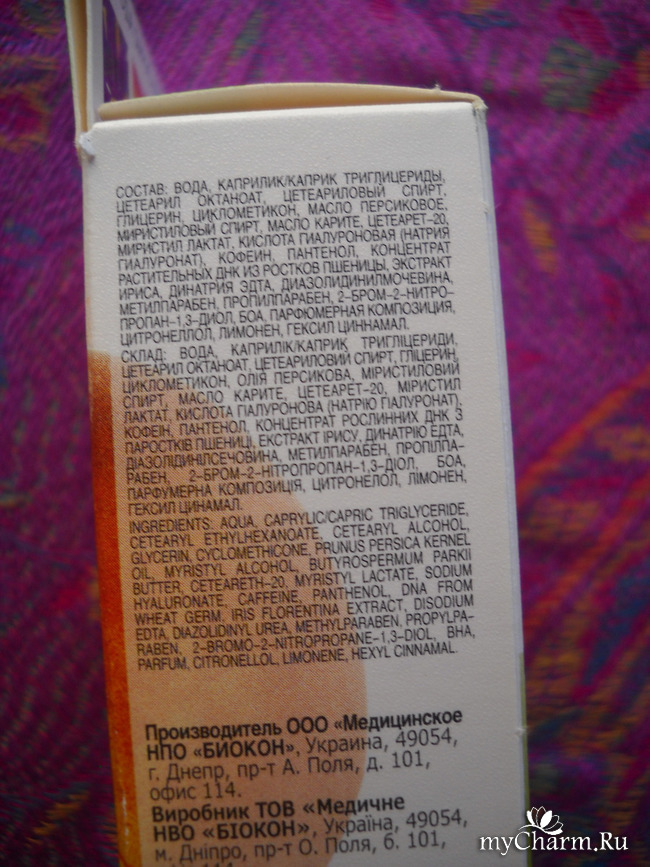 СОСТАВ: ВОДА, КАПРИЛИК/КАПРИК ТРИГЛИЦЕРИДЫ,
ЦЕТЕАРИЛ ОКТАНОАТ, ЦЕТЕАРИЛОВЫЙ СПИРТ,
ГЛИЦЕРИН, ЦИКЛОМЕТИКОН, МАСЛО ПЕРСИКОВОЕ,
МИРИСТИЛОВЫЙ СПИРТ, МАСЛО КАРИТЕ, ЦЕТЕАРЕТ-20,
МИРИСТИЛ ЛАКТАТ, КИСЛОТА ГИАЛУРОНОВАЯ (НАТРИЯ
ГИАЛУРОНАТ), КОФЕИН, ПАНТЕНОЛ, КОНЦЕНТРАТ
РАСТИТЕЛЬНЫХ ДНК ИЗ РОСТКОВ ПШЕНИЦЫ, ЭКСТРАКТ
ИРИСА, ДИНАТРИЯ ЭДТА, ДИАЗОЛИДИНИЛМОЧЕВИНА,
МЕТИЛПАРАБЕН, ПРОПИЛПАРАБЕН, 2-БРОМ-2-НИТРО-
ПРОПАН-1,3-ДИОЛ, БОА, ПАРФЮМЕРНАЯ КОМПОЗИЦИЯ,
ЦИТРОНЕЛЛОЛ, ЛИМОНЕН, ГЕКСИЛ ЦИННАМАЛ.
СКЛАД: ВОДА, КАПРИЛІК/КАПРИК ТРИГЛІЦЕРИДИ,
ЦЕТЕАРИЛ ОКТАНОАТ, ЦЕТЕАРИЛОВИЙ СПИРТ, ГЛІЦЕРИН,
ЦИКЛОМЕТИКОН, ОЛІЯ ПЕРСИКОВА, МІРИСТИЛОВИЙ
СПИРТ, МАСЛО КАРИТЕ, ЦЕТЕАРЕТ-20, МІРИСТИЛ
ЛАКТАТ, КИСЛОТА ГІАЛУРОНОВА (НАТРІЮ ГІАЛУРОНАТ),
КОФЕЇН, ПАНТЕНОЛ, КОНЦЕНТРАТ РОСЛИННИХ ДНК З
ПАРОСТКІВ ПШЕНИЦІ, ЕКСТРАКТ ІРИСУ, ДИНАТРІЮ ЕДТА,
ДІАЗОЛІДИНІЛСЕЧОВИНА, МЕТИЛПАРАБЕН, ПРОПІЛПА-
РАБЕН, 2-БРОМ-2-НІТРОПРОПАН-1,3-ДІОЛ, БОА,
ПАРФУМЕРНА КОМПОЗИЦІЯ, ЦИТРОНЕЛОЛ, ЛІМОНЕН,
ГЕКСИЛ ЦИНАМАЛ.
INGREDIENTS: AQUA, CAPRYLIC/CAPRIC TRIGLYCERIDE,
CETEARYL ETHYLHEXANOATE, CETEARYL ALCOHOL,
GLYCERIN, CYCLOMETHICONE, PRUNUS PERSICA KERNEL
OIL, MYRISTYL ALCOHOL, BUTYROSPERMUM PARKII
BUTTER, CETEARETH-20, MYRISTYL LACTATE, SODIUM
HYALURONATE, CAFFEINE, PANTHENOL, DNA FROM
WHEAT GERM, IRIS FLORENTINA EXTRACT, DISODIUM
EDTA, DIAZOLIDINYL UREA, METHYLPARABEN, PROPYLPA-
RABEN, 2-BROMO-2-NITROPROPANE-1,3-DIOL, BHA,
PARFUM, CITRONELLOL, LIMONENE, HEXYL CINNAMAL.
Производитель ООО «Медицинское
НПО «БИОКОН», Украина, 49054,
г. Днепр, пр-т А. Поля, д. 101,
офис 114.
Виробник ТОВ «Медичне
НВО «БІОКОН», Україна, 49054,
м. Дніпро, пр-т О. Поля, б. 101,
myCharm.Ru